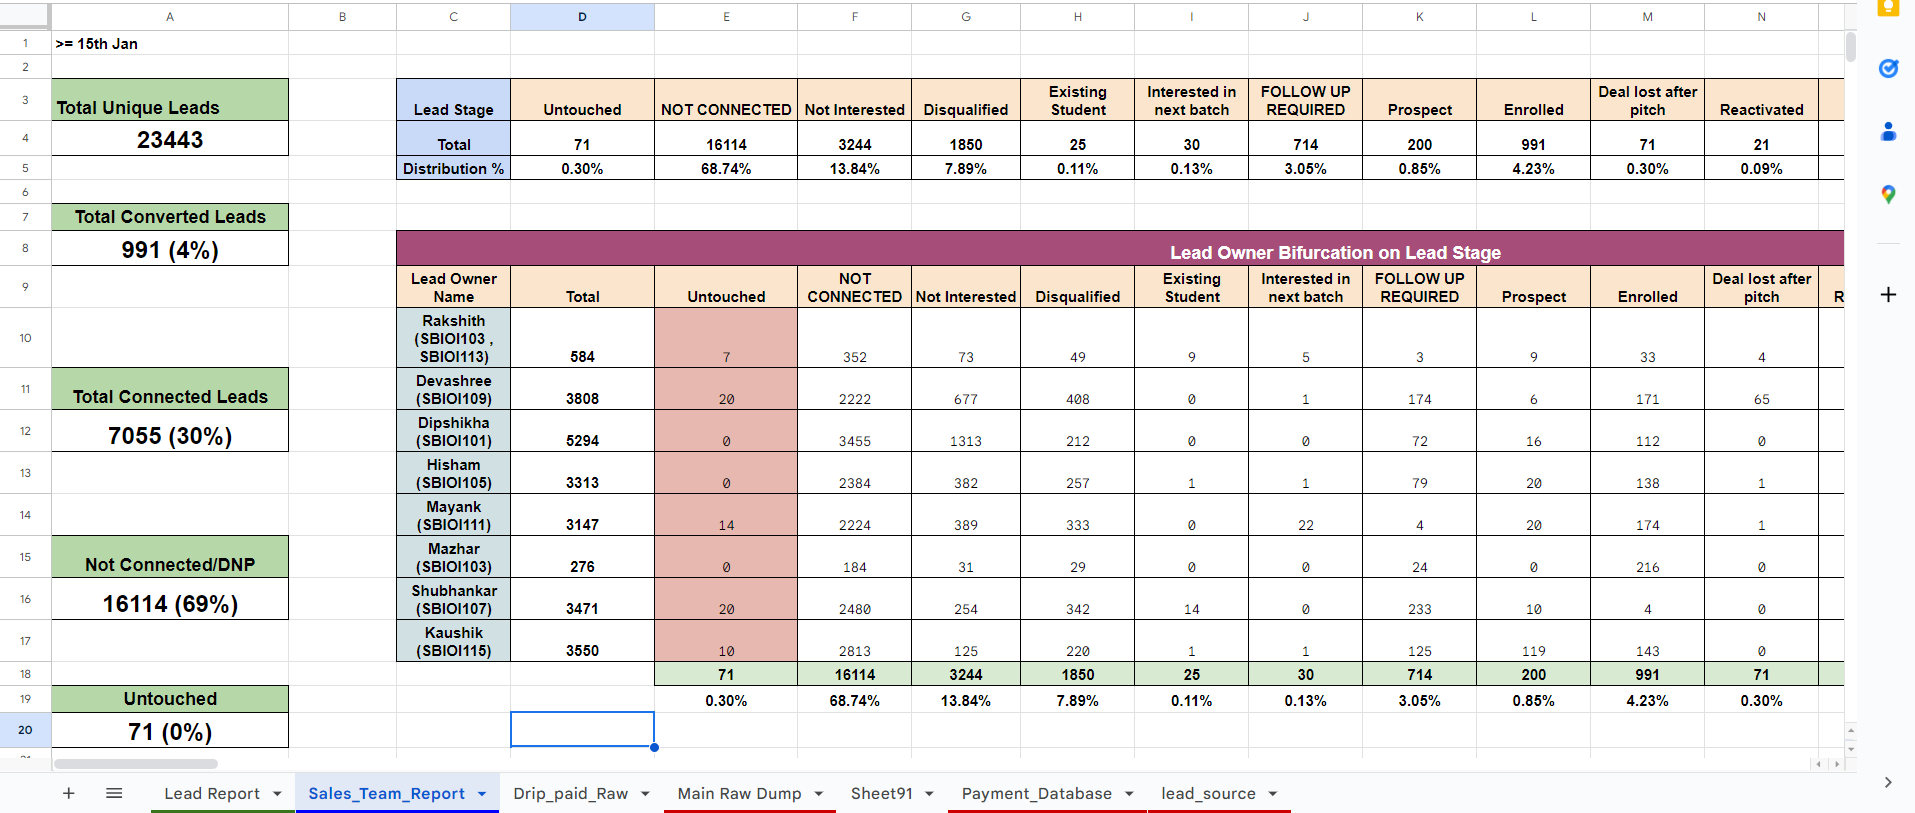 A B C D E F G H I J K L M N
1 >= 15th Jan
2
3 Total Unique Leads Lead Stage Untouched NOT CONNECTED Not Interested Disqualified Existing Student Interested in next batch FOLLOW UP REQUIRED Prospect Enrolled Deal lost after pitch Reactivated
4 23443 Total 71 16114 3244 1850 25 30 714 200 991 71 21
5 Distribution % 0.30% 68.74% 13.84% 7.89% 0.11% 0.13% 3.05% 0.85% 4.23% 0.30% 0.09%
6
7 Total Converted Leads
8 991 (4%) Lead Owner Bifurcation on Lead Stage
9 Lead Owner Name Total Untouched NOT CONNECTED Not Interested Disqualified Existing Student Interested in next batch FOLLOW UP REQUIRED Prospect Enrolled Deal lost after pitch R
10 Rakshith (SBIOI103 , SBIOI113) 584 7 352 73 49 9 5 3 9 33 4
11 Total Connected Leads Devashree (SBIOI109) 3808 20 2222 677 408 0 1 174 6 171 65
12 7055 (30%) Dipshikha (SBIOI101) 5294 0 3455 1313 212 0 0 72 16 112 0
13 Hisham (SBIOI105) 3313 0 2384 382 257 1 1 79 20 138 1
14 Mayank (SBIOI111) 3147 14 2224 389 333 0 22 4 20 174 1
15 Not Connected/DNP Mazhar (SBIOI103) 276 0 184 31 29 0 0 24 0 216 0
16 16114 (69%) Shubhankar (SBIOI107) 3471 20 2480 254 342 14 0 233 10 4 0
17 Kaushik (SBIOI115) 3550 10 2813 125 220 1 1 125 119 143 0
18 71 16114 3244 1850 25 30 714 200 991 71
19 Untouched 0.30% 68.74% 13.84% 7.89% 0.11% 0.13% 3.05% 0.85% 4.23% 0.30%
20 71 (0%)
Lead Report Sales_Team_Report Drip_paid_Raw Main Raw Dump Sheet91 Payment_Database lead_source